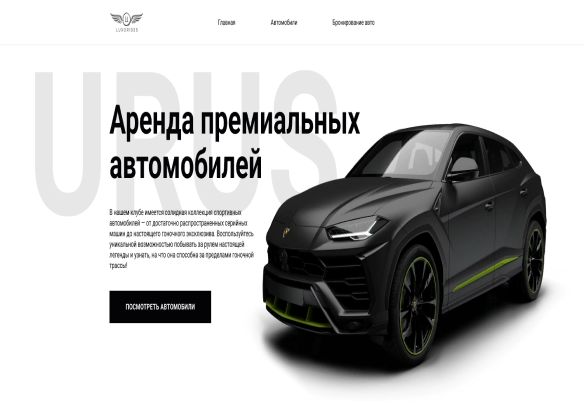 LUXORIDES
Главная
Автомобили
Бронирование авто
URUS
Аренда премиальных
автомобилей
В нашем клубе имеется солидная коллекция спортивных
автомобилей – от достаточно распространенных серийных
машин до настоящего гоночного эксклюзива. Воспользуйтесь
уникальной возможностью побывать за рулем настоящей
легенды и узнать, на что она способна за пределами гоночной
трассы!
ПОСМОТРЕТЬ АВТОМОБИЛИ